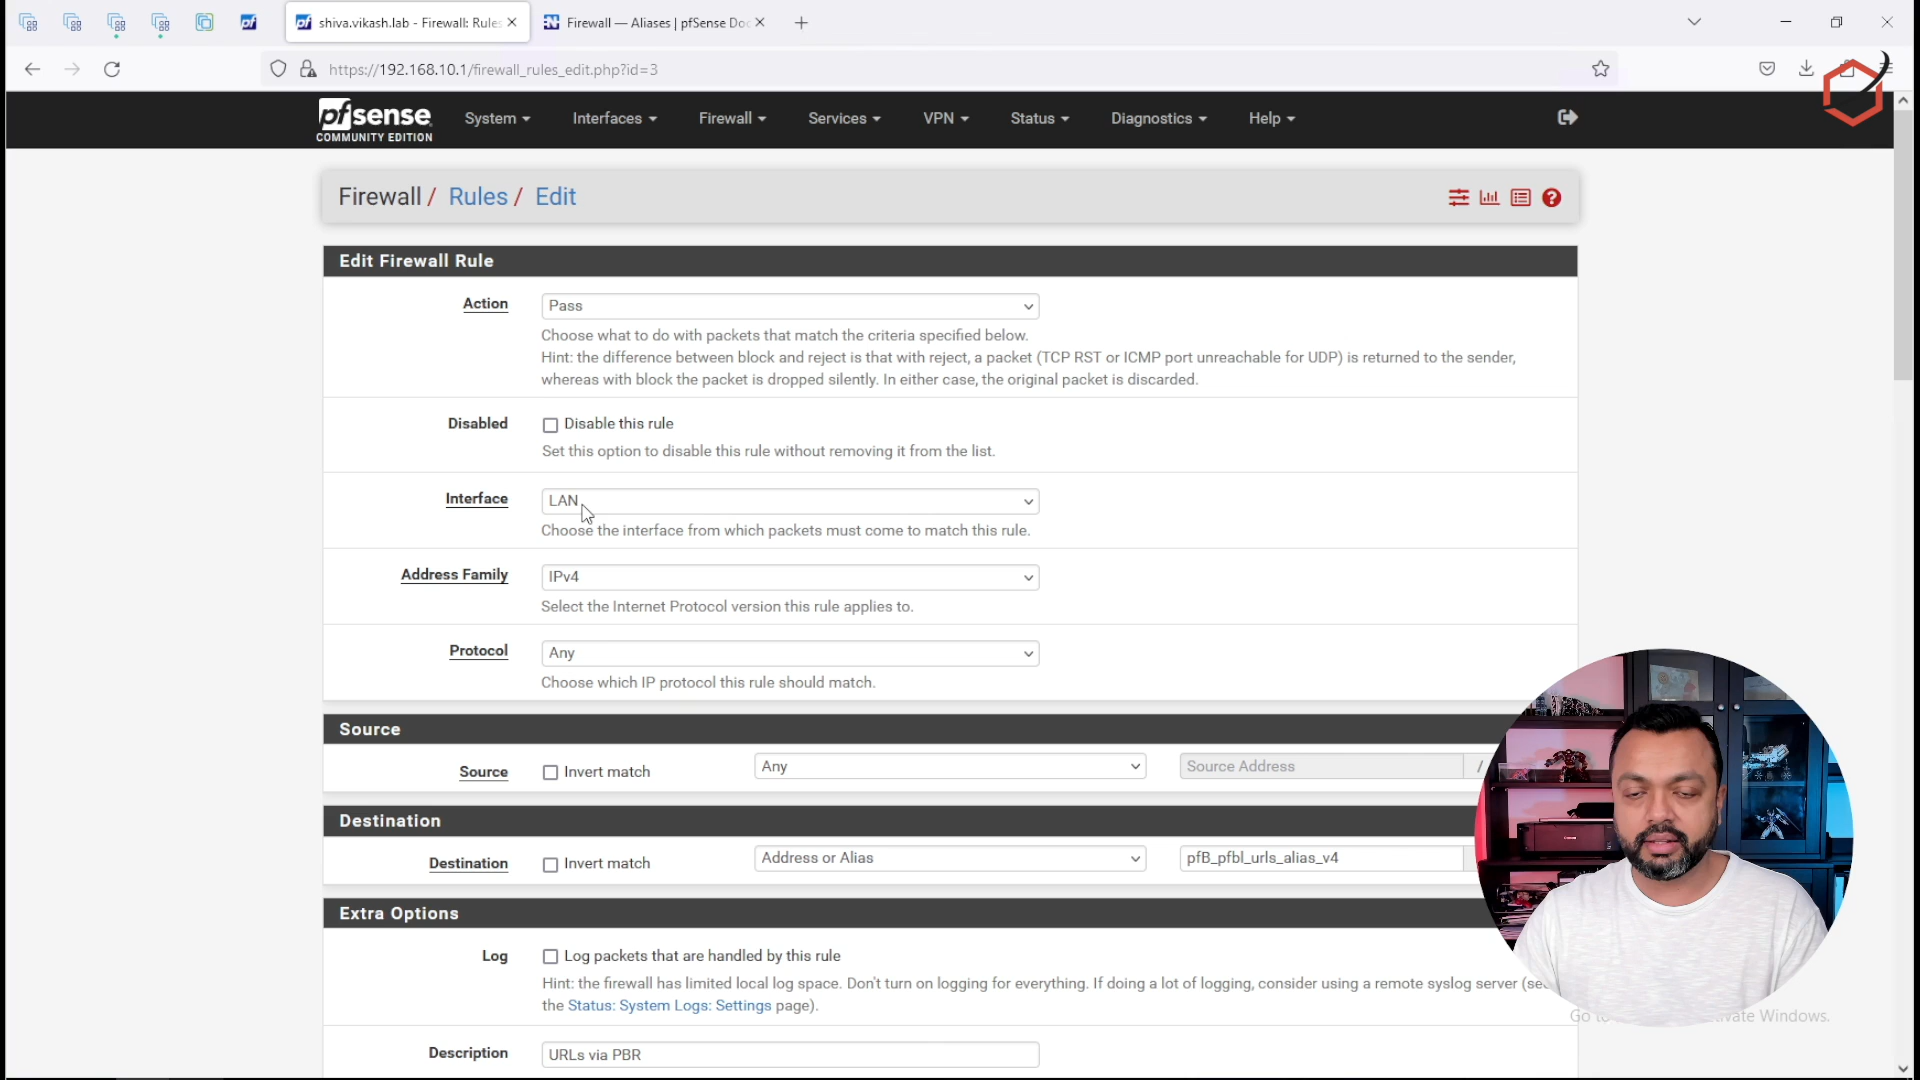 shiva.vikash.lab - Firewall: Rules
Firewall — Aliases | pfSense Doc
https://192.168.10.1/firewall_rules_edit.php?id=3
pfsense
COMMUNITY EDITION
System
Interfaces
Firewall
Services
VPN
Status
Diagnostics
Help
Firewall / Rules / Edit
Edit Firewall Rule
Action
Pass
Choose what to do with packets that match the criteria specified below.
Hint: the difference between block and reject is that with reject, a packet (TCP RST or ICMP port unreachable for UDP) is returned to the sender,
whereas with block the packet is dropped silently. In either case, the original packet is discarded.
Disabled
Disable this rule
Set this option to disable this rule without removing it from the list.
Interface
LAN
Choose the interface from which packets must come to match this rule.
Address Family
IPv4
Select the Internet Protocol version this rule applies to.
Protocol
Any
Choose which IP protocol this rule should match.
Source
Source
Invert match
Any
Source Address
/
Destination
Destination
Invert match
Address or Alias
pfB_pfbl_urls_alias_v4
Extra Options
Log
Log packets that are handled by this rule
Hint: the firewall has limited local log space. Don't turn on logging for everything. If doing a lot of logging, consider using a remote syslog server
the Status: System Logs: Settings page).
Go to
Windows.
Description
URLs via PBR